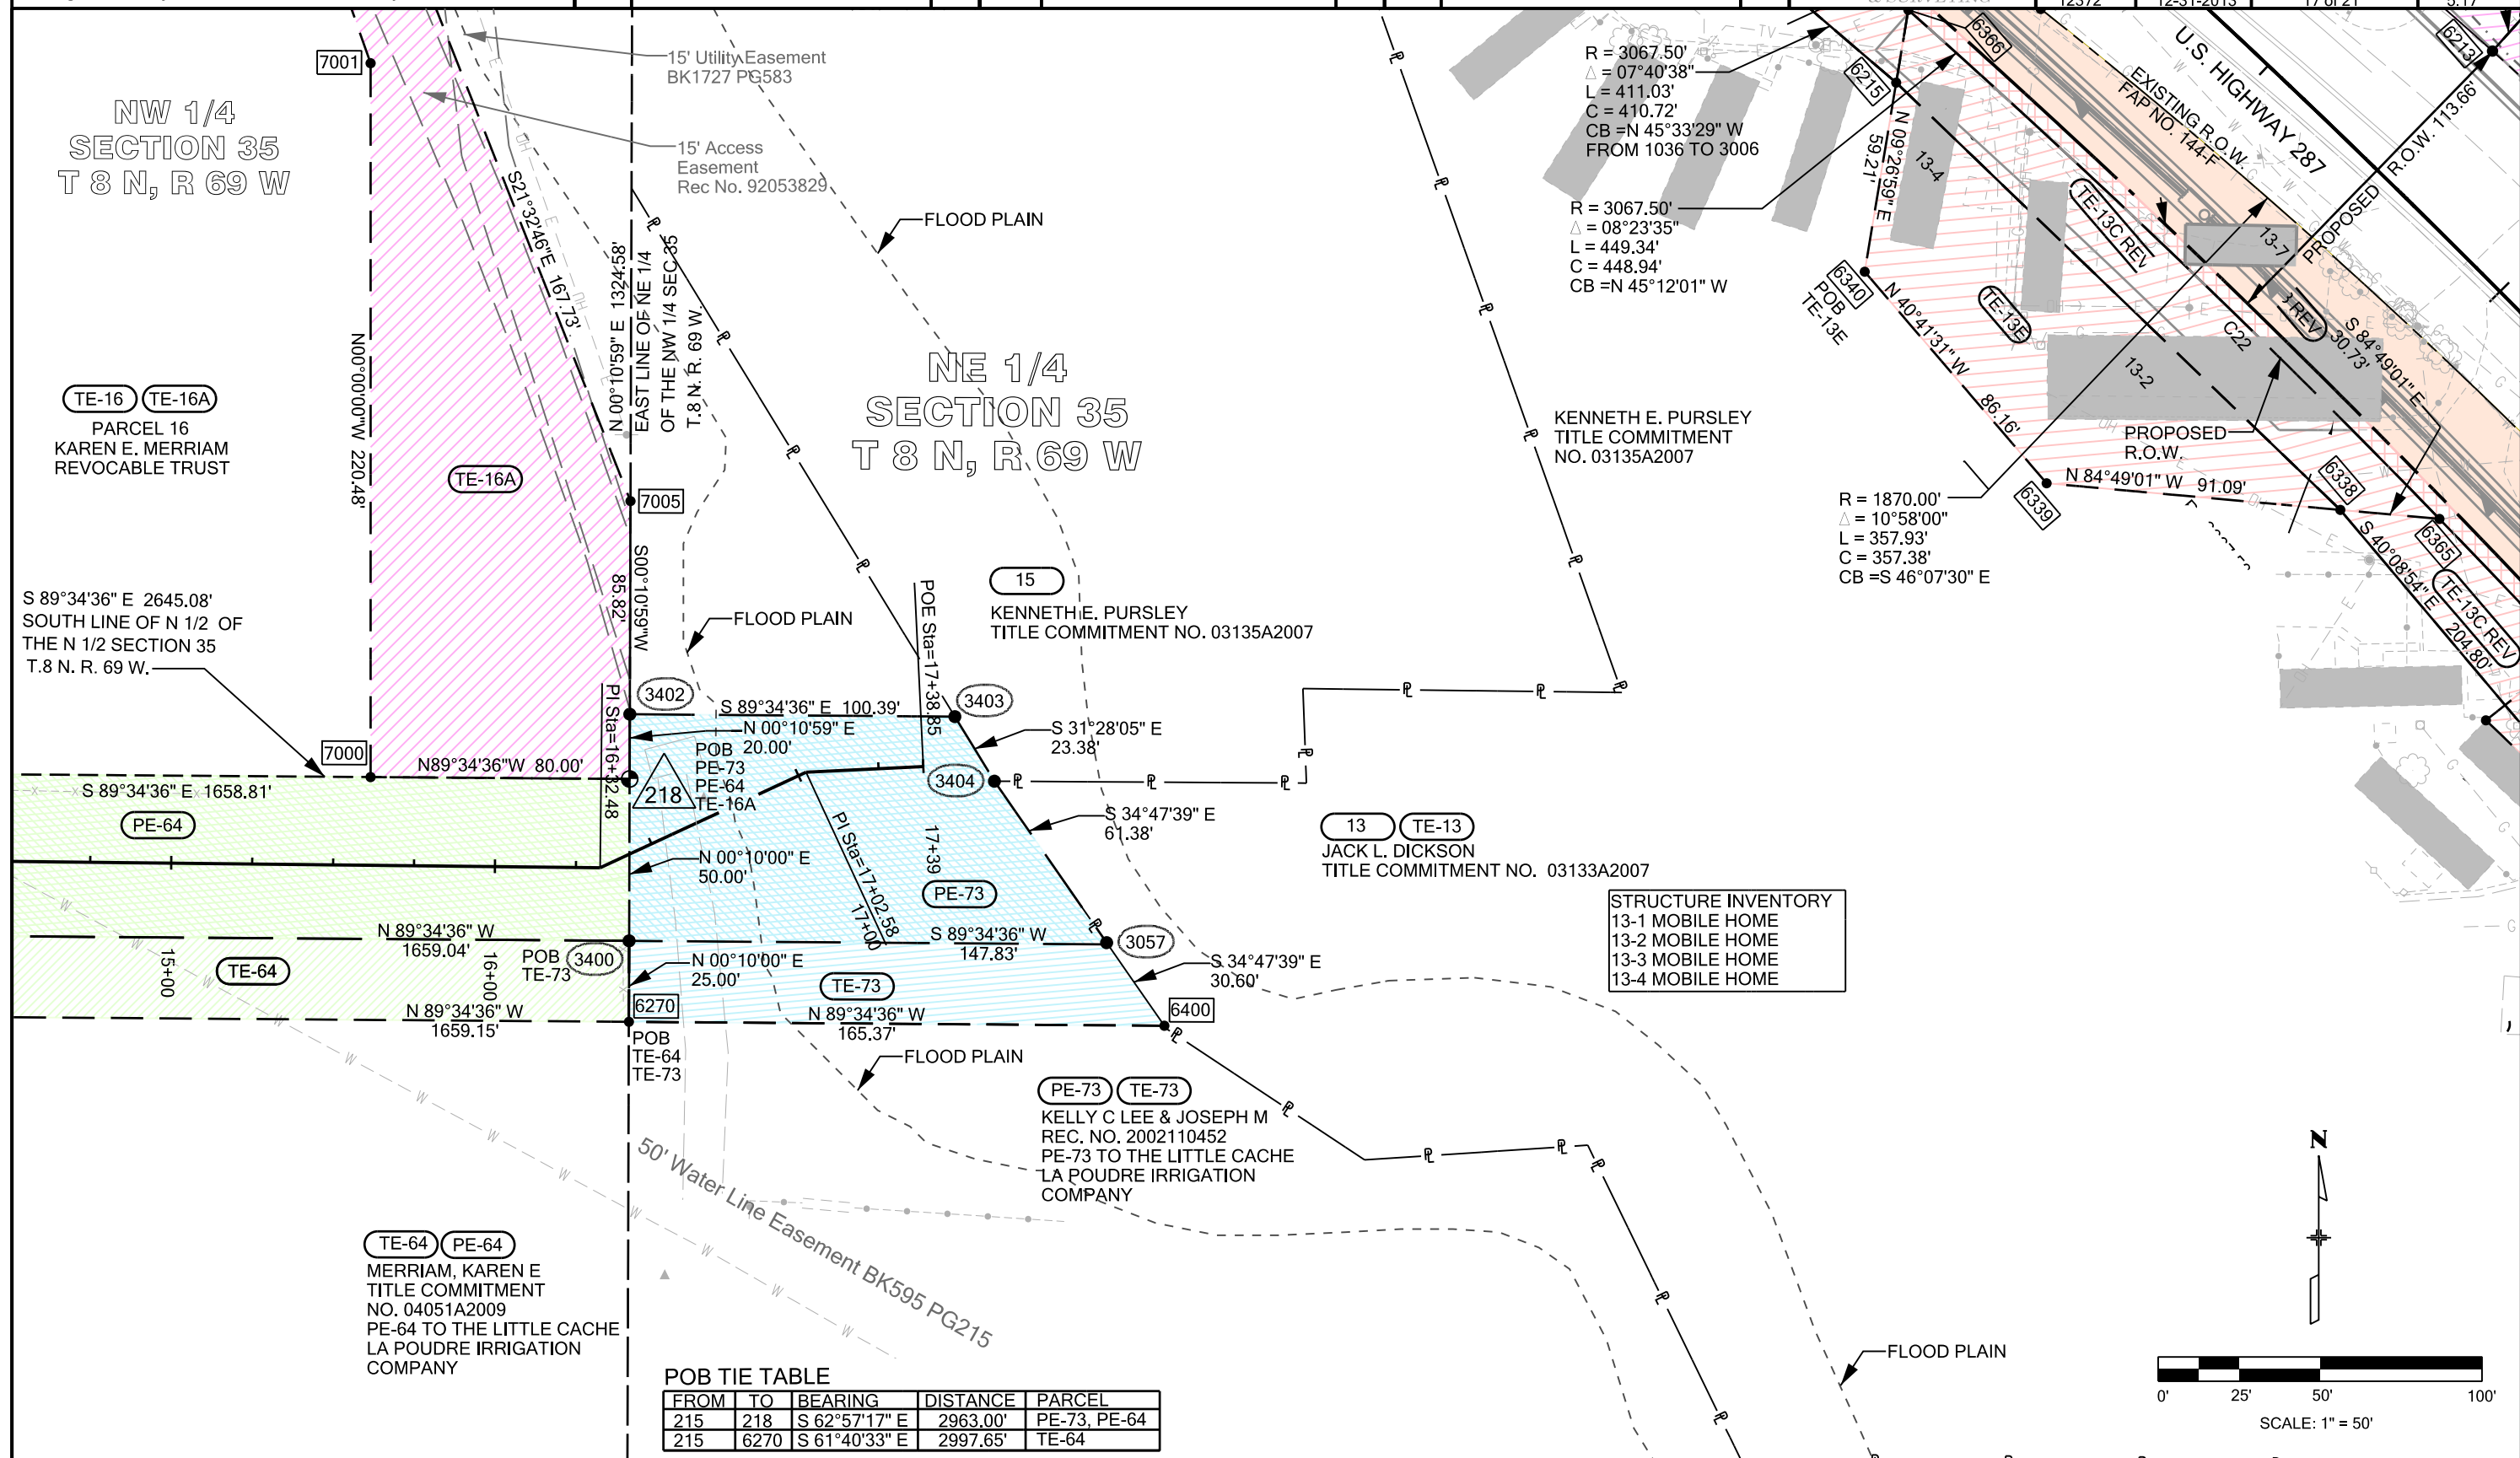 & SURVEYING
12372
12-31-2013
17 of 21
5.17
7001
15' Utility Easement
BK1727 PG583
NW 1/4
SECTION 35
T 8 N, R 69 W
15' Access
Easement
Rec No. 92053829
S21°32'46"E 167.73'
N 00°10'59" E 1324.58'
EAST LINE OF NE 1/4
OF THE NW 1/4 SEC.35
T.8 N. R. 69 W.
FLOOD PLAIN
NE 1/4
SECTION 35
T 8 N, R 69 W
N00°00'00"W 220.48'
TE-16
TE-16A
PARCEL 16
KAREN E. MERRIAM
REVOCABLE TRUST
TE-16A
7005
S00°10'59"W
85.82'
S 89°34'36" E 2645.08'
SOUTH LINE OF N 1/2 OF
THE N 1/2 SECTION 35
T.8 N. R. 69 W.
R = 3067.50'
△ = 07°40'38"
L = 411.03'
C = 410.72'
CB =N 45°33'29" W
FROM 1036 TO 3006
R = 3067.50'
△ = 08°23'35"
L = 449.34'
C = 448.94'
CB =N 45°12'01" W
6366
6215
6213
TV
U.S. HIGHWAY 287
EXISTING R.O.W.
FAP NO. 144-F
PROPOSED
R.O.W. 113.66'
N 09°26'59" E
59.21'
13-4
TE-13C REV
13-7
REV
6340
POB
TE-13E
N 40°41'31" W
86.16'
TE-13E
C22
13-2
S 84°49'01" E
30.73'
KENNETH E. PURSLEY
TITLE COMMITMENT
NO. 03135A2007
PROPOSED
R.O.W.
N 84°49'01" W 91.09'
6338
6339
6365
S 40°08'54" E
204.80'
TE-13C REV
R = 1870.00'
△ = 10°58'00"
L = 357.93'
C = 357.38'
CB =S 46°07'30" E
15
KENNETH E. PURSLEY
TITLE COMMITMENT NO. 03135A2007
FLOOD PLAIN
POE Sta=17+38.85
PI Sta=16+32.48
3402
S 89°34'36" E 100.39'
3403
N 00°10'59" E
20.00'
S 31°28'05" E
23.38'
7000
N89°34'36"W 80.00'
POB
PE-73
PE-64
TE-16A
218
3404
S 89°34'36" E 1658.81'
PE-64
S 34°47'39" E
61.38'
N 00°10'00" E
50.00'
PI Sta=17+02.58
17+00
17+39
PE-73
13
TE-13
JACK L. DICKSON
TITLE COMMITMENT NO. 03133A2007
STRUCTURE INVENTORY
13-1 MOBILE HOME
13-2 MOBILE HOME
13-3 MOBILE HOME
13-4 MOBILE HOME
N 89°34'36" W
1659.04'
S 89°34'36" W
147.83'
3057
15+00
TE-64
16+00
POB
TE-73
3400
N 00°10'00" E
25.00'
TE-73
S 34°47'39" E
30.60'
N 89°34'36" W
1659.15'
6270
N 89°34'36" W
165.37'
6400
POB
TE-64
TE-73
FLOOD PLAIN
PE-73
TE-73
KELLY C LEE & JOSEPH M
REC. NO. 2002110452
PE-73 TO THE LITTLE CACHE
LA POUDRE IRRIGATION
COMPANY
50' Water Line Easement BK595 PG215
TE-64
PE-64
MERRIAM, KAREN E
TITLE COMMITMENT
NO. 04051A2009
PE-64 TO THE LITTLE CACHE
LA POUDRE IRRIGATION
COMPANY
POB TIE TABLE
FROM TO BEARING DISTANCE PARCEL
215 218 S 62°57'17" E 2963.00' PE-73, PE-64
215 6270 S 61°40'33" E 2997.65' TE-64
FLOOD PLAIN
N
0' 25' 50' 100'
SCALE: 1" = 50'